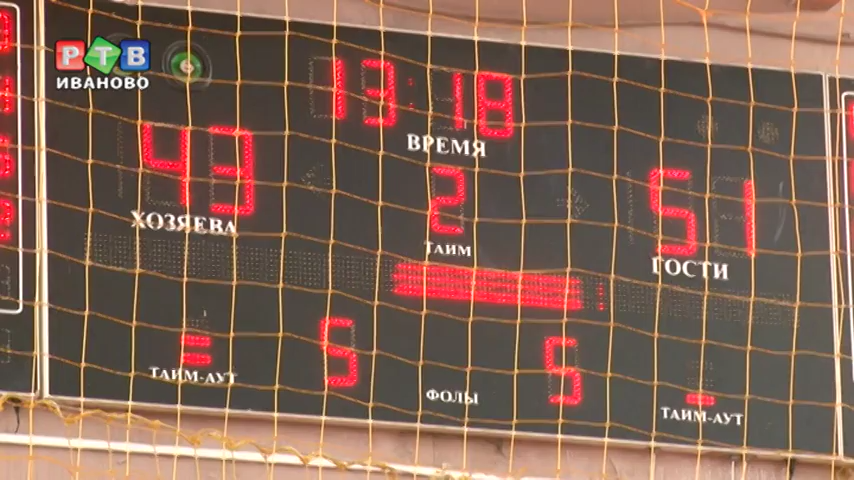 РТВ
ИВАНОВО
13:18
ВРЕМЯ
43
ХОЗЯЕВА
2
ТАЙМ
51
ГОСТИ
5
5
ТАЙМ-АУТ
ФОЛЫ
ТАЙМ-АУТ